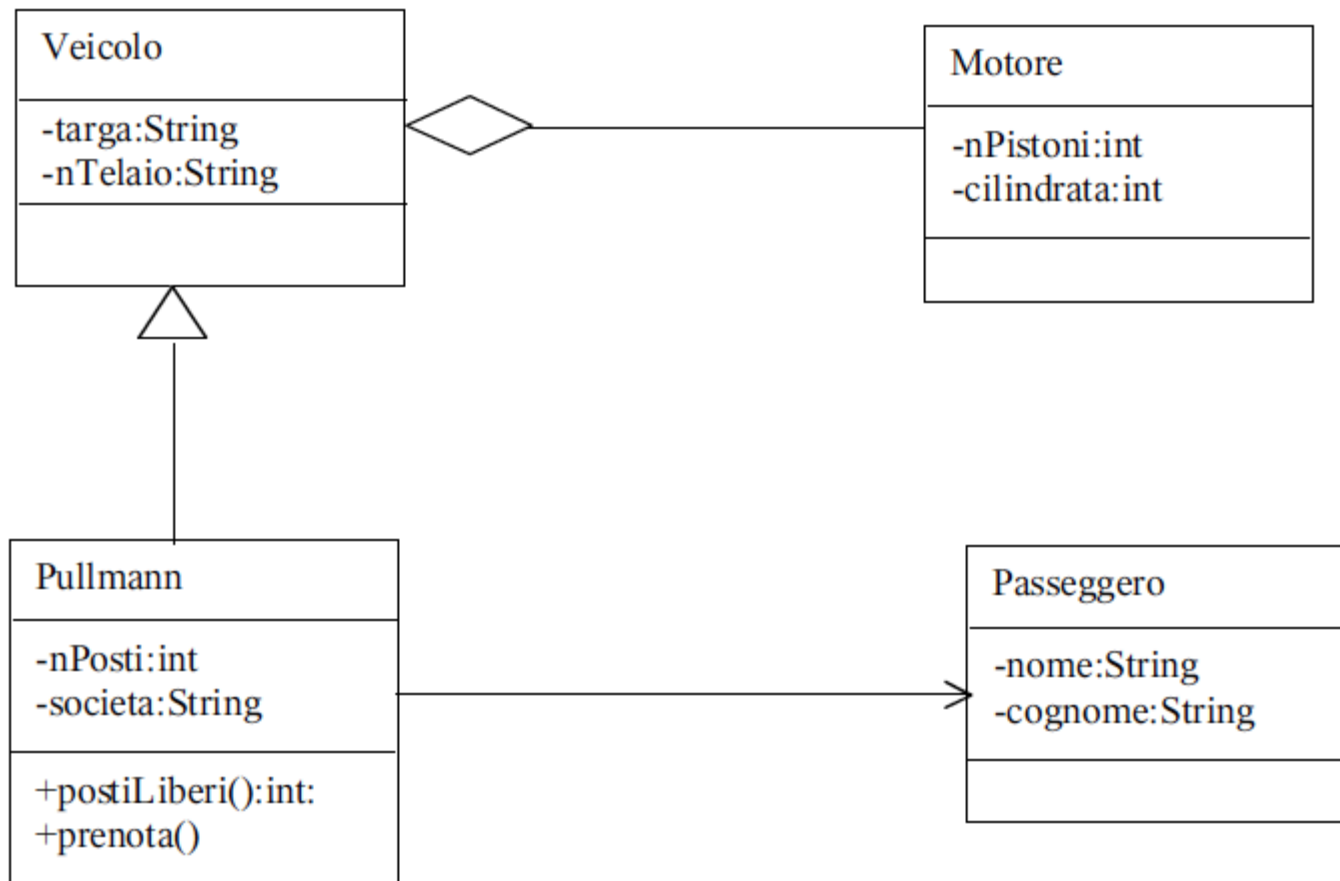 Veicolo
-targa:String
-nTelaio:String
Motore
-nPistoni:int
-cilindrata:int
Pullmann
-nPosti:int
-societa:String
+postiLiberi():int:
+prenota()
Passeggero
-nome:String
-cognome:String